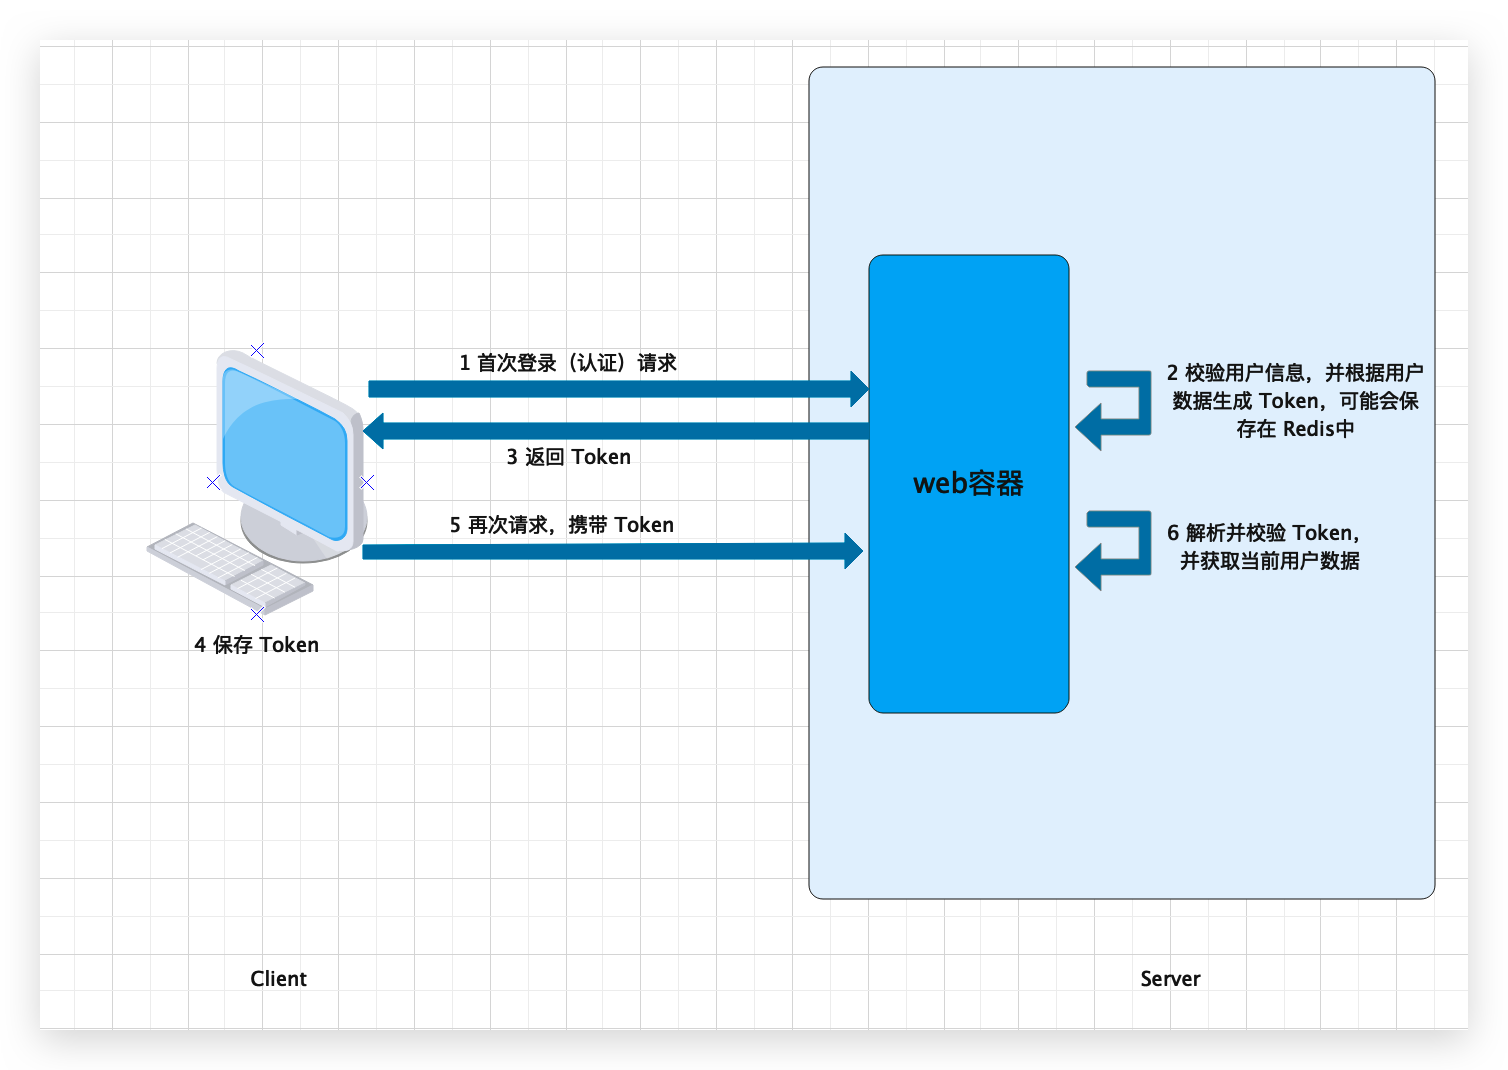 1 首次登录（认证）请求
2 校验用户信息，并根据用户
数据生成 Token，可能会保
存在 Redis中
3 返回 Token
web容器
5 再次请求，携带 Token
6 解析并校验 Token，
并获取当前用户数据
4 保存 Token
Client
Server